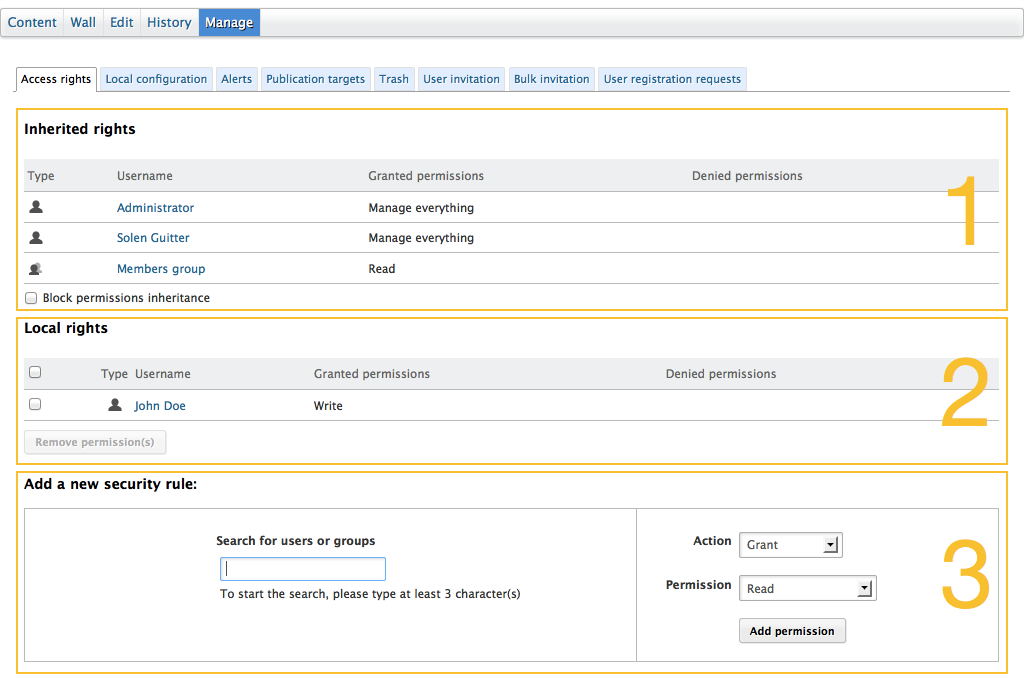 Content Wall Edit History Manage
Access rights Local configuration Alerts Publication targets Trash User invitation Bulk invitation User registration requests
Inherited rights
Type Username Granted permissions Denied permissions
1
Administrator Manage everything
Solen Guitter Manage everything
Members group Read
Block permissions inheritance
Local rights
Type Username Granted permissions Denied permissions
2
John Doe Write
Remove permission(s)
Add a new security rule:
Search for users or groups
To start the search, please type at least 3 character(s)
Action Grant
Permission Read
Add permission
3